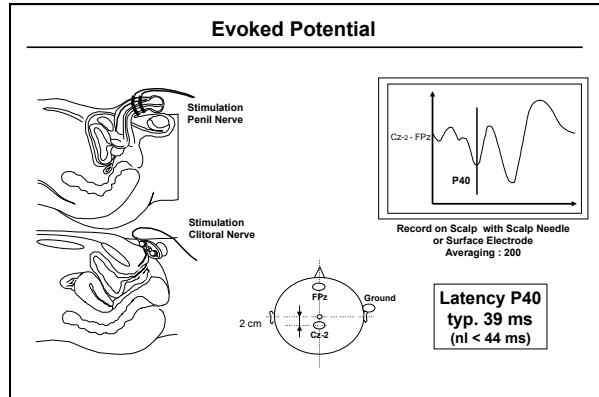 Evoked Potential
Stimulation
Penil Nerve
Cz-2 - FPz
P40
Record on Scalp with Scalp Needle
or Surface Electrode
Averaging : 200
Stimulation
Clitoral Nerve
FPz
Ground
2 cm
Cz-2
Latency P40
typ. 39 ms
(nl < 44 ms)